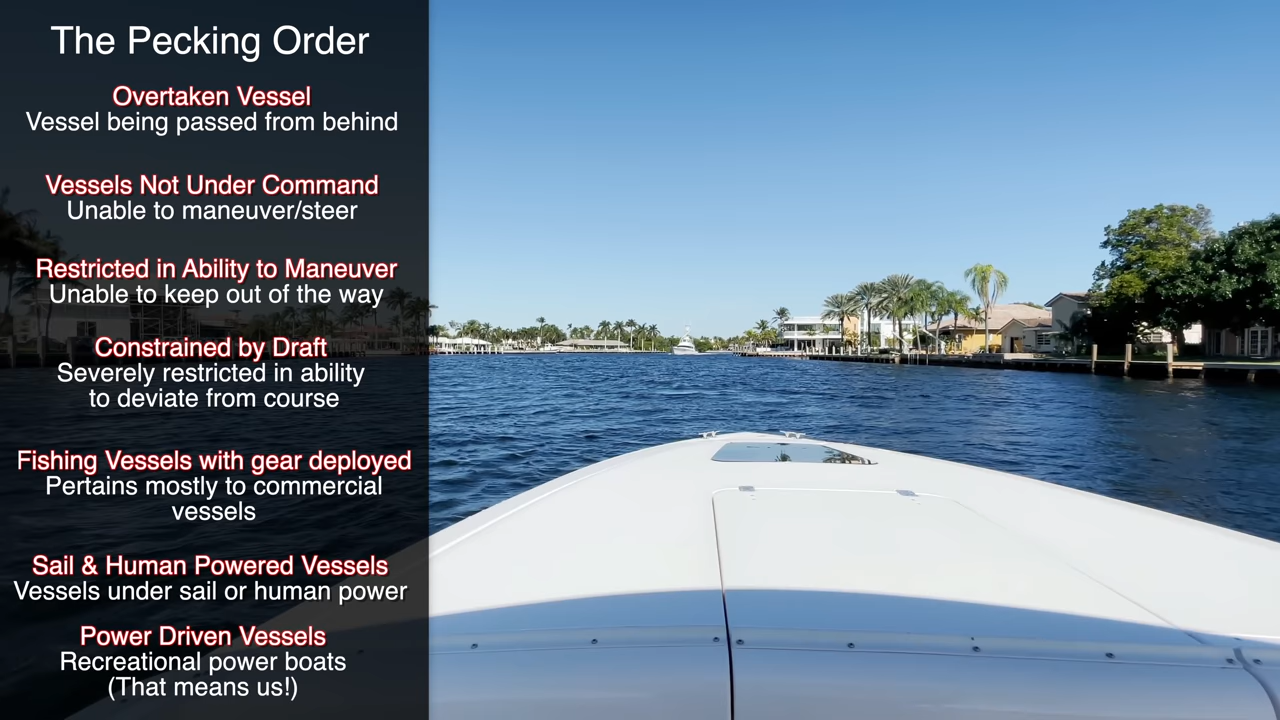 The Pecking Order
Overtaken Vessel
Vessel being passed from behind
Vessels Not Under Command
Unable to maneuver/steer
Restricted in Ability to Maneuver
Unable to keep out of the way
Constrained by Draft
Severely restricted in ability
to deviate from course
Fishing Vessels with gear deployed
Pertains mostly to commercial
vessels
Sail & Human Powered Vessels
Vessels under sail or human power
Power Driven Vessels
Recreational power boats
(That means us!)